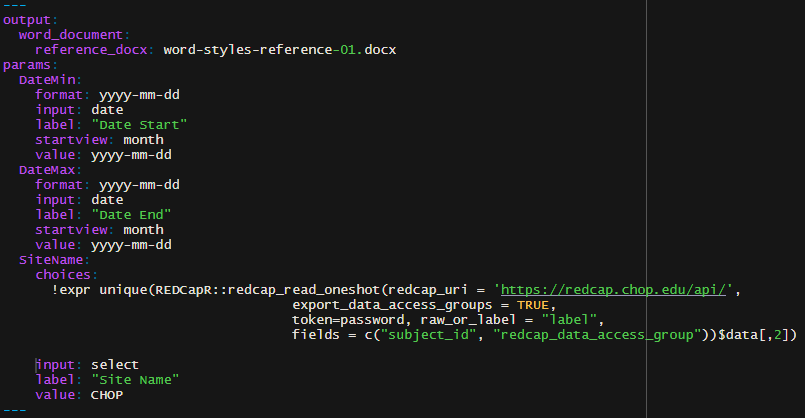 ---
output:
  word_document:
    reference_docx: word-styles-reference-01.docx
params:
  DateMin:
    format: yyyy-mm-dd
    input: date
    label: "Date Start"
    startview: month
    value: yyyy-mm-dd
  DateMax:
    format: yyyy-mm-dd
    input: date
    label: "Date End"
    startview: month
    value: yyyy-mm-dd
  SiteName:
    choices:
      !expr unique(REDCapR::redcap_read_oneshot(redcap_uri = 'https://redcap.chop.edu/api/',
                                    export_data_access_groups = TRUE,
                                    token=password, raw_or_label = "label",
                                    fields = c("subject_id", "redcap_data_access_group"))$data[,2])
    input: select
    label: "Site Name"
    value: CHOP
---